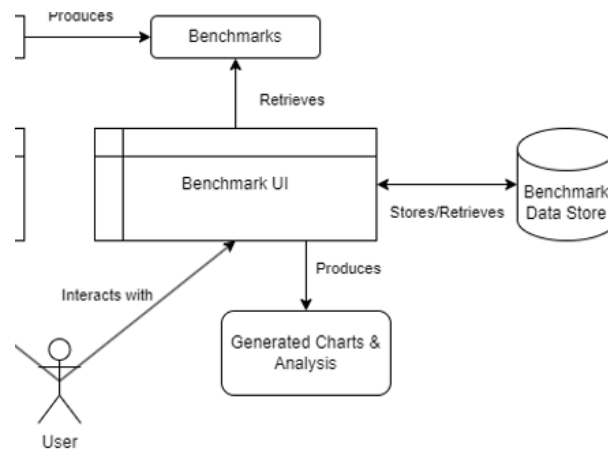 Produces
Benchmarks
Retrieves
Benchmark UI
Benchmark
Data Store
Stores/Retrieves
Produces
Interacts with
Generated Charts &
Analysis
User